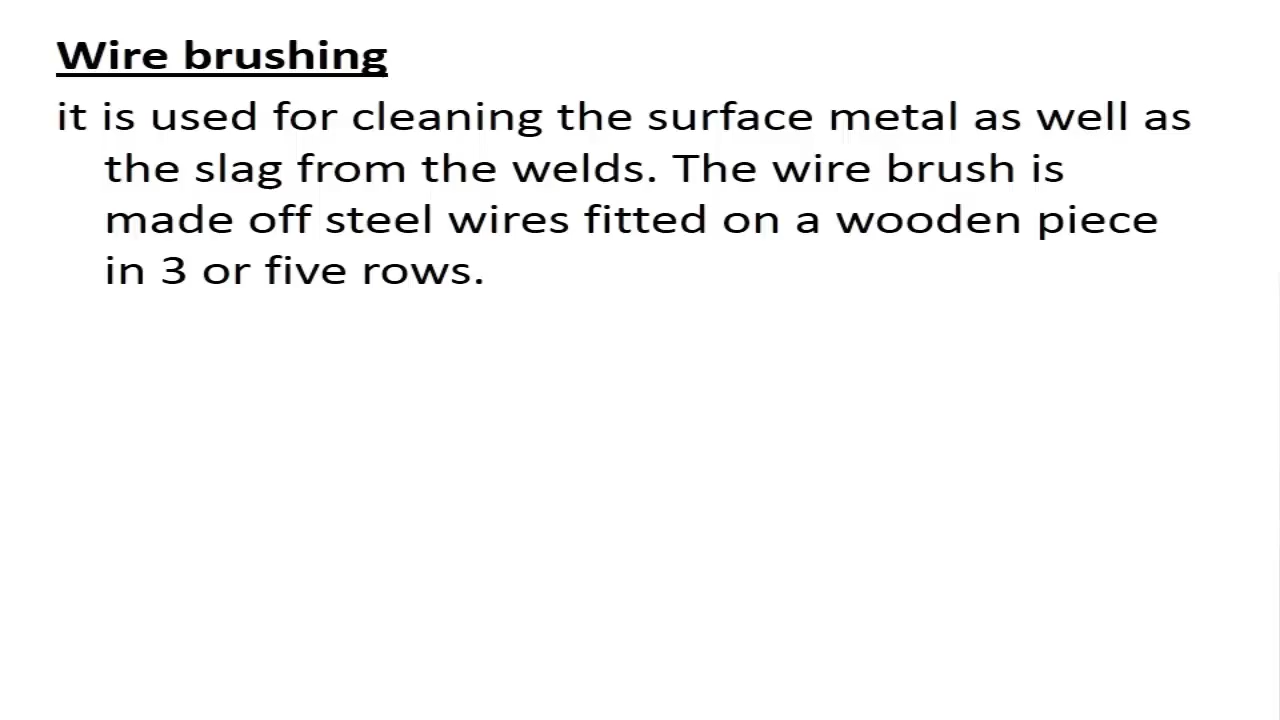 Wire brushing
it is used for cleaning the surface metal as well as
the slag from the welds. The wire brush is
made off steel wires fitted on a wooden piece
in 3 or five rows.